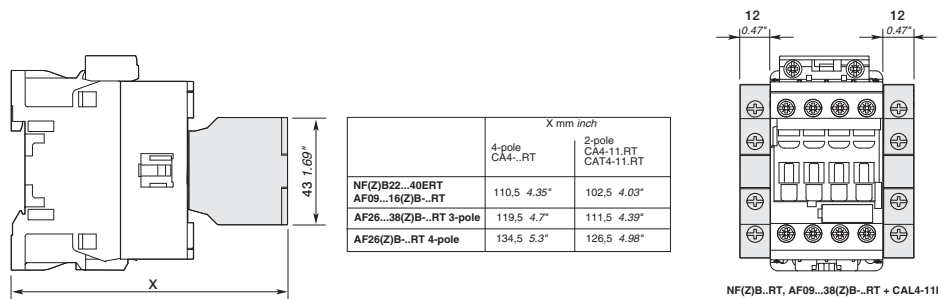 12
0.47"
12
0.47"
43 1.69"
X
X mm inch
4-pole
CA4-..RT
2-pole
CA4-11.RT
CAT4-11.RT
NF(Z)B22...40ERT
AF09...16(Z)B-..RT
110,5 4.35"
102,5 4.03"
AF26...38(Z)B-..RT 3-pole
119,5 4.7"
111,5 4.39"
AF26(Z)B-..RT 4-pole
134,5 5.3"
126,5 4.98"
NF(Z)B..RT, AF09...38(Z)B-..RT + CAL4-11